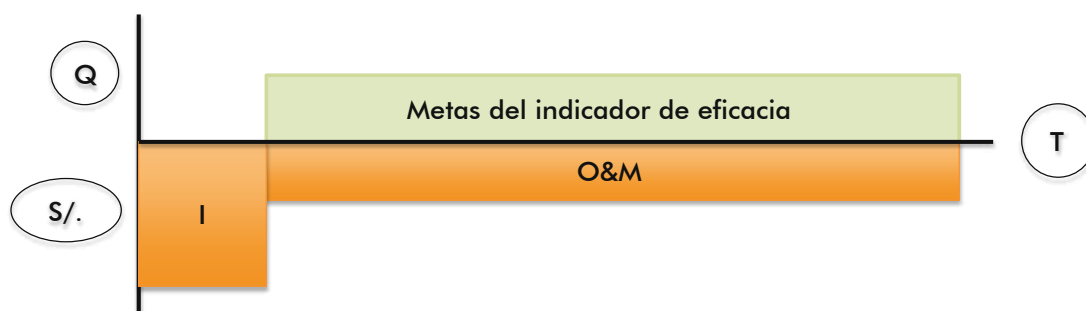 Q
Metas del indicador de eficacia
T
O&M
S/.
I